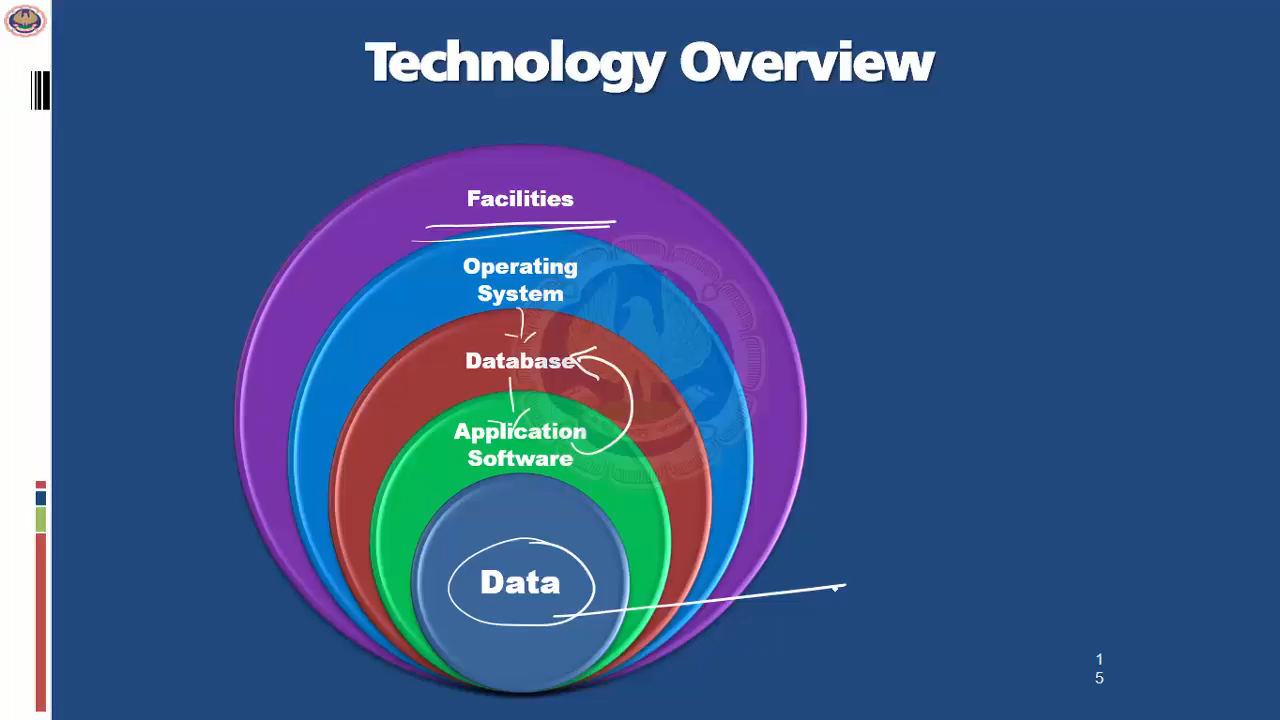 Technology Overview
Facilities
Operating
System
Database
Application
Software
Data
1
5